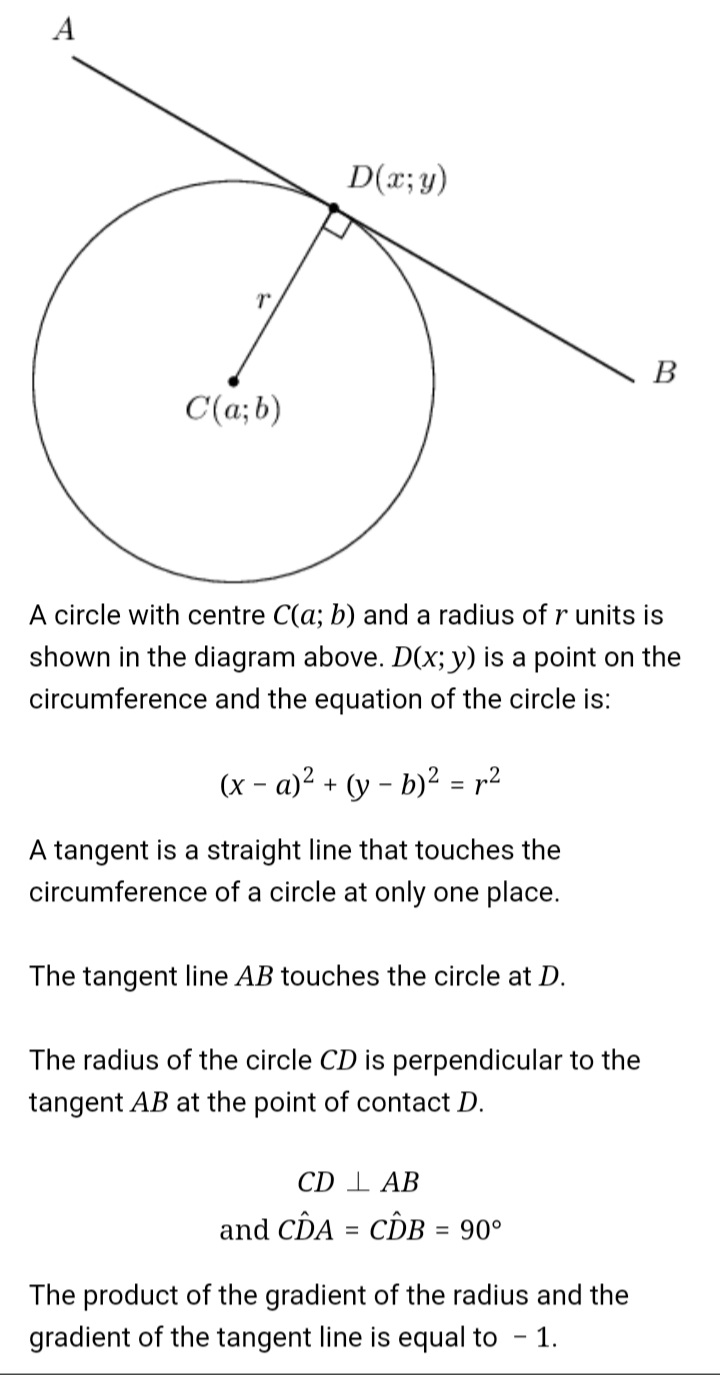 A
D(x; y)
r
B
C(a; b)
A circle with centre C(a; b) and a radius of r units is
shown in the diagram above. D(x; y) is a point on the
circumference and the equation of the circle is:
(x − a)² + (y − b)² = r²
A tangent is a straight line that touches the
circumference of a circle at only one place.
The tangent line AB touches the circle at D.
The radius of the circle CD is perpendicular to the
tangent AB at the point of contact D.
CD ⊥ AB
and CD̂A = CD̂B = 90°
The product of the gradient of the radius and the
gradient of the tangent line is equal to − 1.